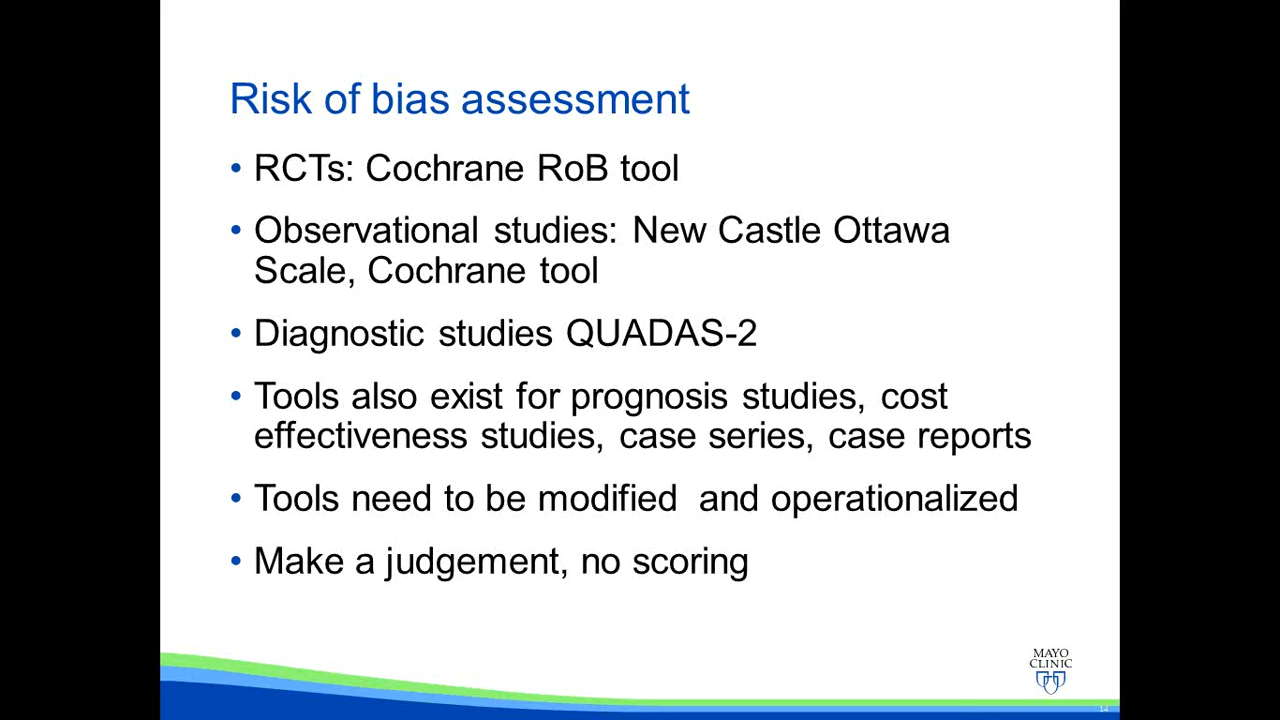 Risk of bias assessment
• RCTs: Cochrane RoB tool
• Observational studies: New Castle Ottawa
Scale, Cochrane tool
• Diagnostic studies QUADAS-2
• Tools also exist for prognosis studies, cost
effectiveness studies, case series, case reports
• Tools need to be modified  and operationalized
• Make a judgement, no scoring
MAYO
CLINIC